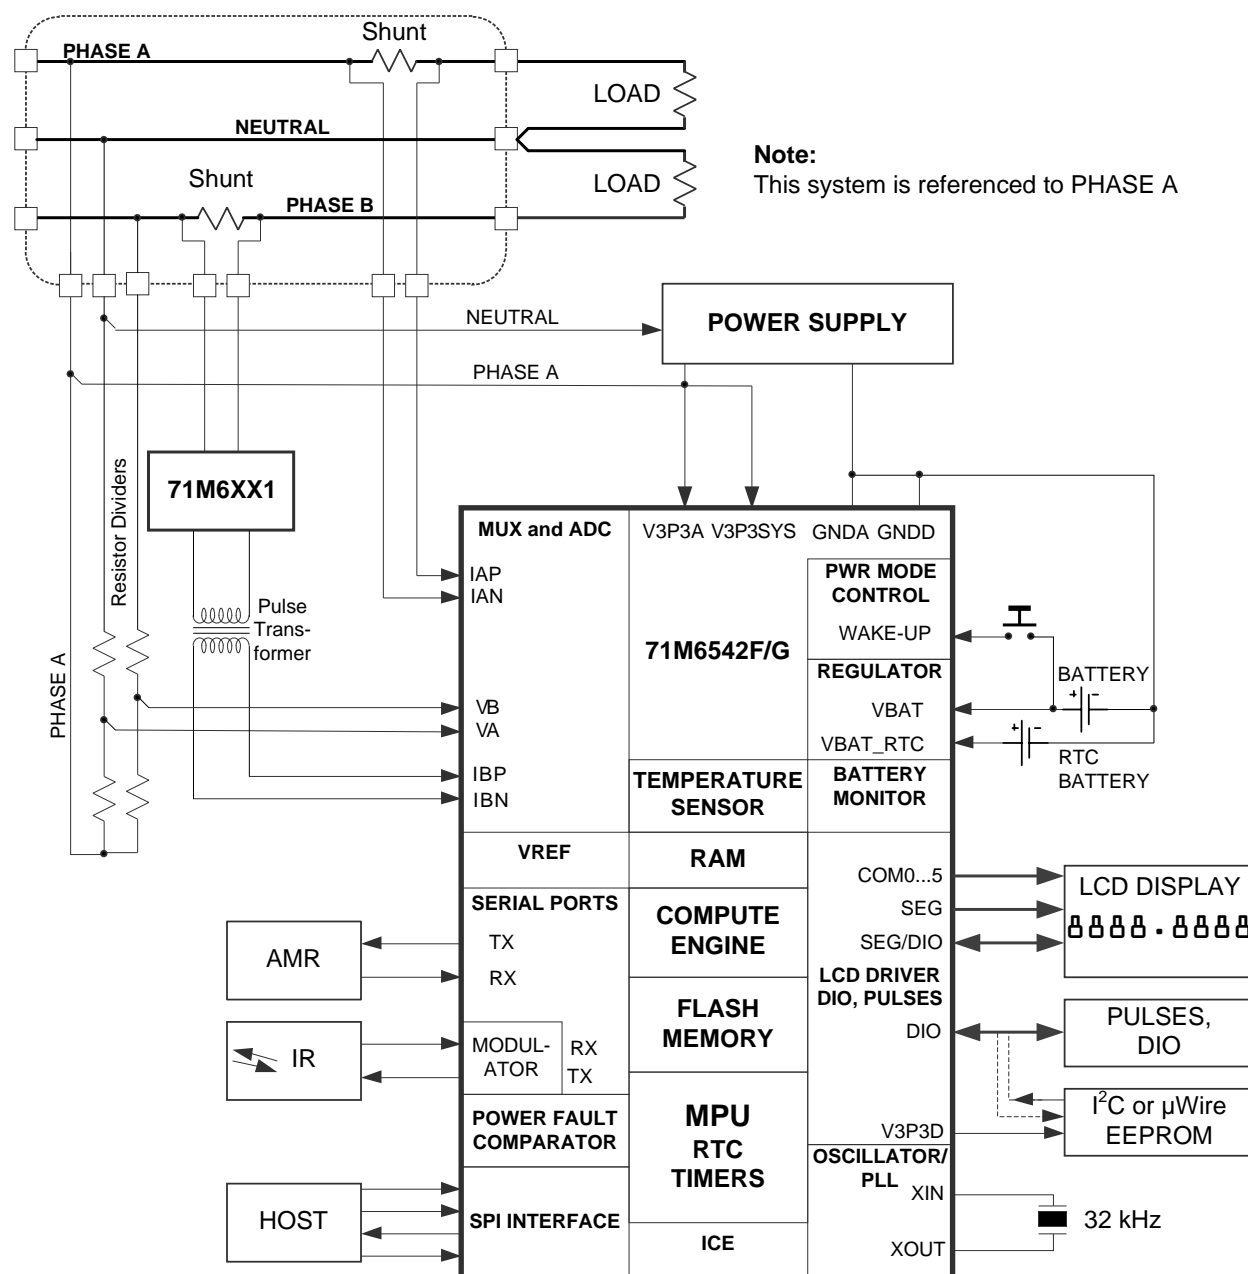 Shunt
PHASE A
LOAD
NEUTRAL
Note:
This system is referenced to PHASE A
Shunt
LOAD
PHASE B
NEUTRAL
POWER SUPPLY
PHASE A
Resistor Dividers
71M6XX1
MUX and ADC
V3P3A V3P3SYS GNDA GNDD
IAP
IAN
PWR MODE
CONTROL
Pulse
Trans-
former
WAKE-UP
71M6542F/G
REGULATOR
BATTERY
+ -
PHASE A
VB
VA
VBAT
VBAT_RTC
+ -
RTC
BATTERY
IBP
IBN
TEMPERATURE
SENSOR
BATTERY
MONITOR
VREF
RAM
COM0...5
SEG
SEG/DIO
LCD DISPLAY
8888.8888
SERIAL PORTS
TX
RX
AMR
COMPUTE
ENGINE
LCD DRIVER
DIO, PULSES
DIO
PULSES,
DIO
FLASH
MEMORY
IR
MODUL-
ATOR
RX
TX
I²C or µWire
EEPROM
V3P3D
POWER FAULT
COMPARATOR
MPU
RTC
TIMERS
OSCILLATOR/
PLL
XIN
32 kHz
XOUT
HOST
SPI INTERFACE
ICE